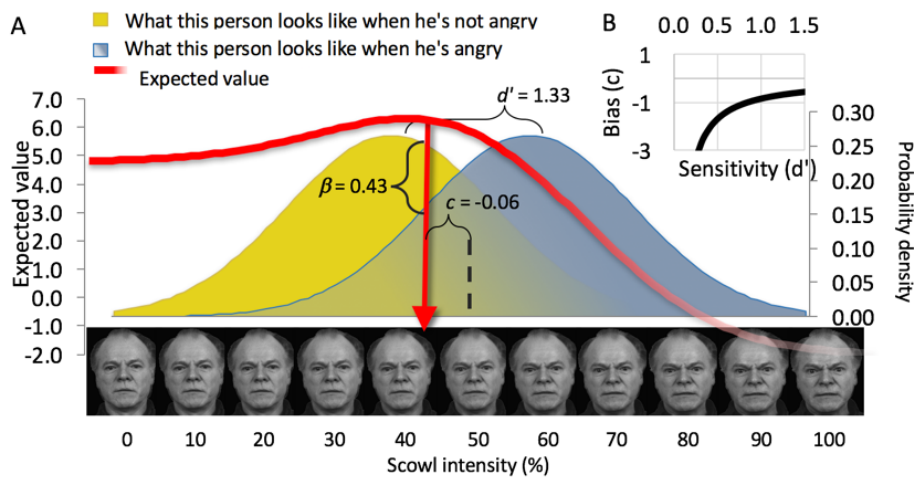 A
What this person looks like when he's not angry
What this person looks like when he's angry
Expected value
B
0.0 0.5 1.0 1.5
1
-1
-3
Bias (c)
Sensitivity (d')
7.0
6.0
5.0
4.0
3.0
2.0
1.0
0.0
-1.0
-2.0
Expected value
d' = 1.33
β = 0.43
c = -0.06
0.30
0.25
0.20
0.15
0.10
0.05
0.00
Probability density
0 10 20 30 40 50 60 70 80 90 100
Scowl intensity (%)